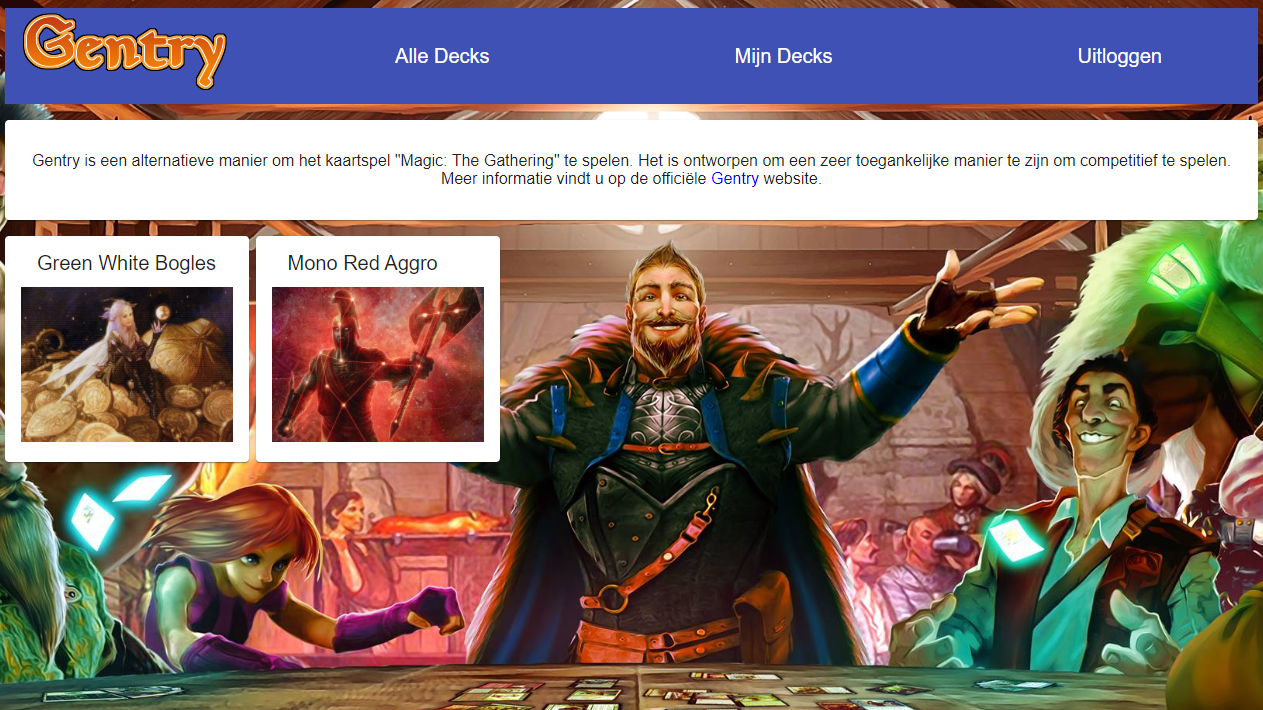 Gentry
Alle Decks
Mijn Decks
Uitloggen
Gentry is een alternatieve manier om het kaartspel "Magic: The Gathering" te spelen. Het is ontworpen om een zeer toegankelijke manier te zijn om competitief te spelen.
Meer informatie vindt u op de officiële Gentry website.
Green White Bogles
Mono Red Aggro